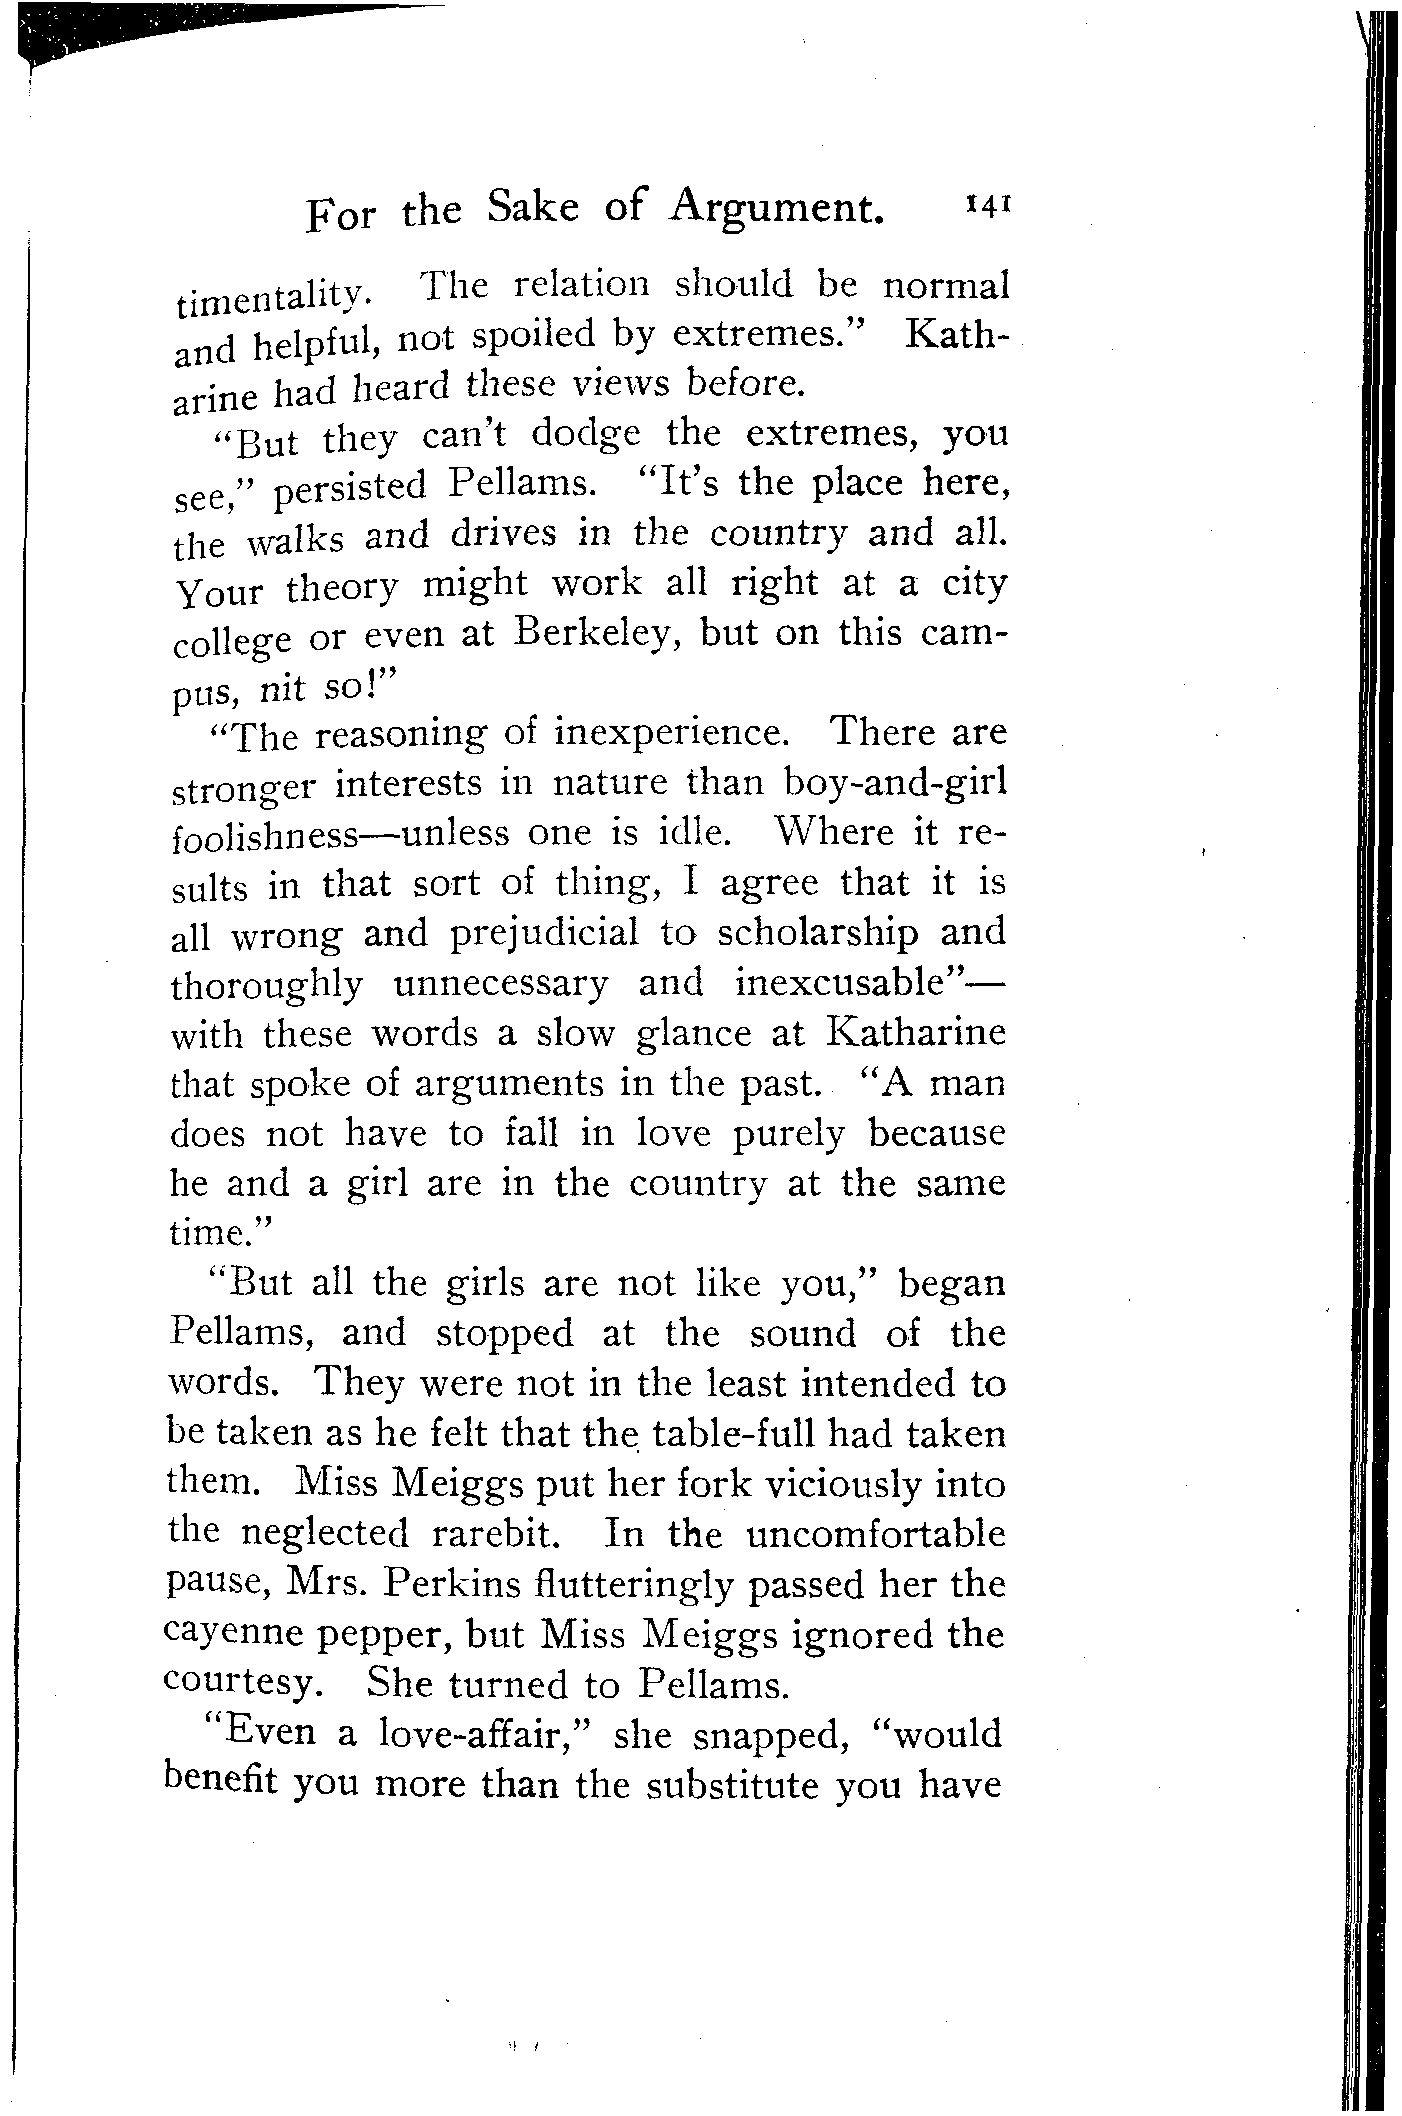 For the Sake of Argument. 141
timentality. The relation should be normal
and helpful, not spoiled by extremes.” Kath-
arine had heard these views before.
“But they can’t dodge the extremes, you
see,” persisted Pellams. “It’s the place here,
the walks and drives in the country and all.
Your theory might work all right at a city
college or even at Berkeley, but on this cam-
pus, nit so!”
“The reasoning of inexperience. There are
stronger interests in nature than boy-and-girl
foolishness—unless one is idle. Where it re-
sults in that sort of thing, I agree that it is
all wrong and prejudicial to scholarship and
thoroughly unnecessary and inexcusable”—
with these words a slow glance at Katharine
that spoke of arguments in the past. “A man
does not have to fall in love purely because
he and a girl are in the country at the same
time.”
“But all the girls are not like you,” began
Pellams, and stopped at the sound of the
words. They were not in the least intended to
be taken as he felt that the table-full had taken
them. Miss Meiggs put her fork viciously into
the neglected rarebit. In the uncomfortable
pause, Mrs. Perkins flutteringly passed her the
cayenne pepper, but Miss Meiggs ignored the
courtesy. She turned to Pellams.
“Even a love-affair,” she snapped, “would
benefit you more than the substitute you have